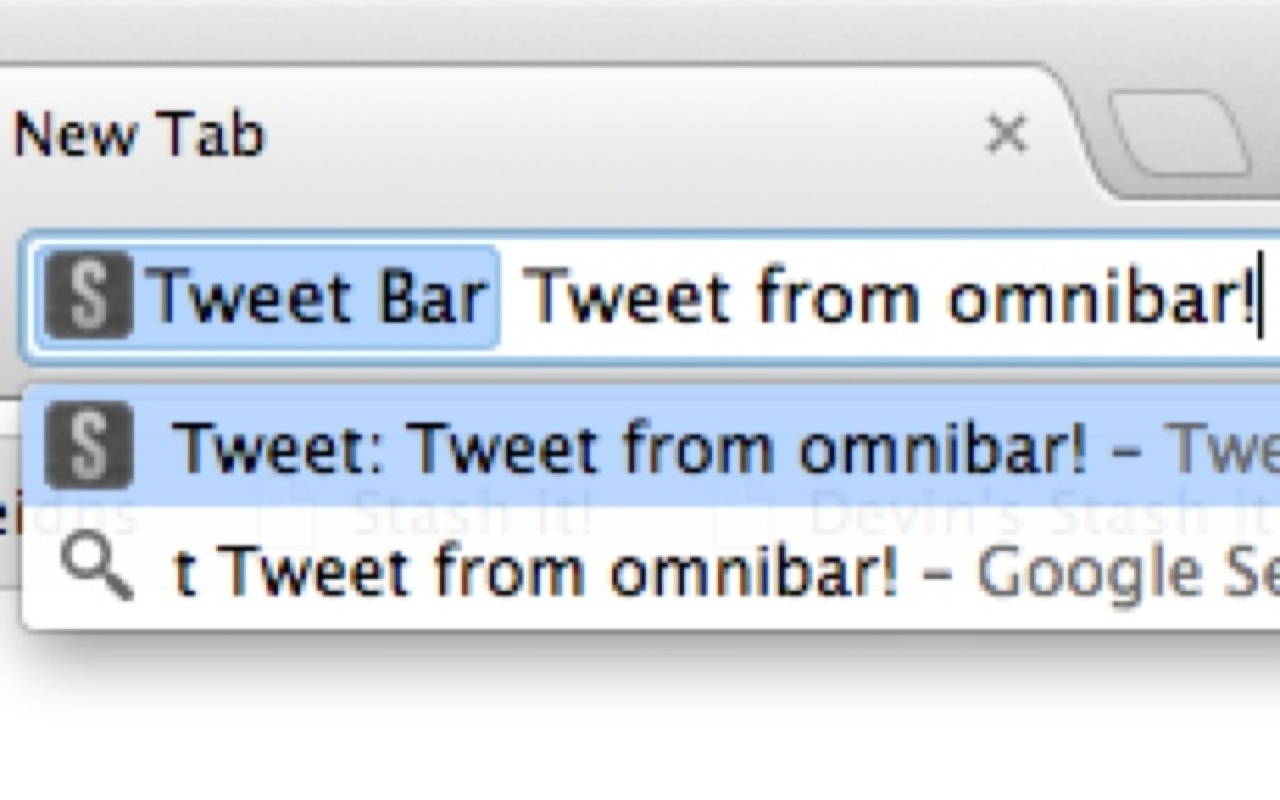 New Tab
S Tweet Bar Tweet from omnibar!
S Tweet: Tweet from omnibar! – Twe
Stash it! Devin's Stash it
t Tweet from omnibar! – Google Se